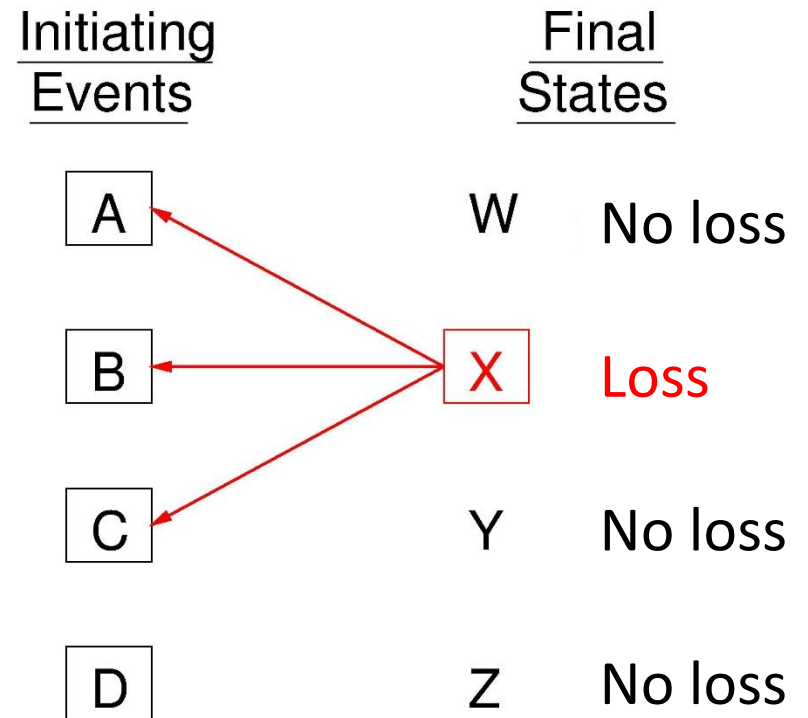 Initiating Final
Events States
A W No loss
B X Loss
C Y No loss
D Z No loss